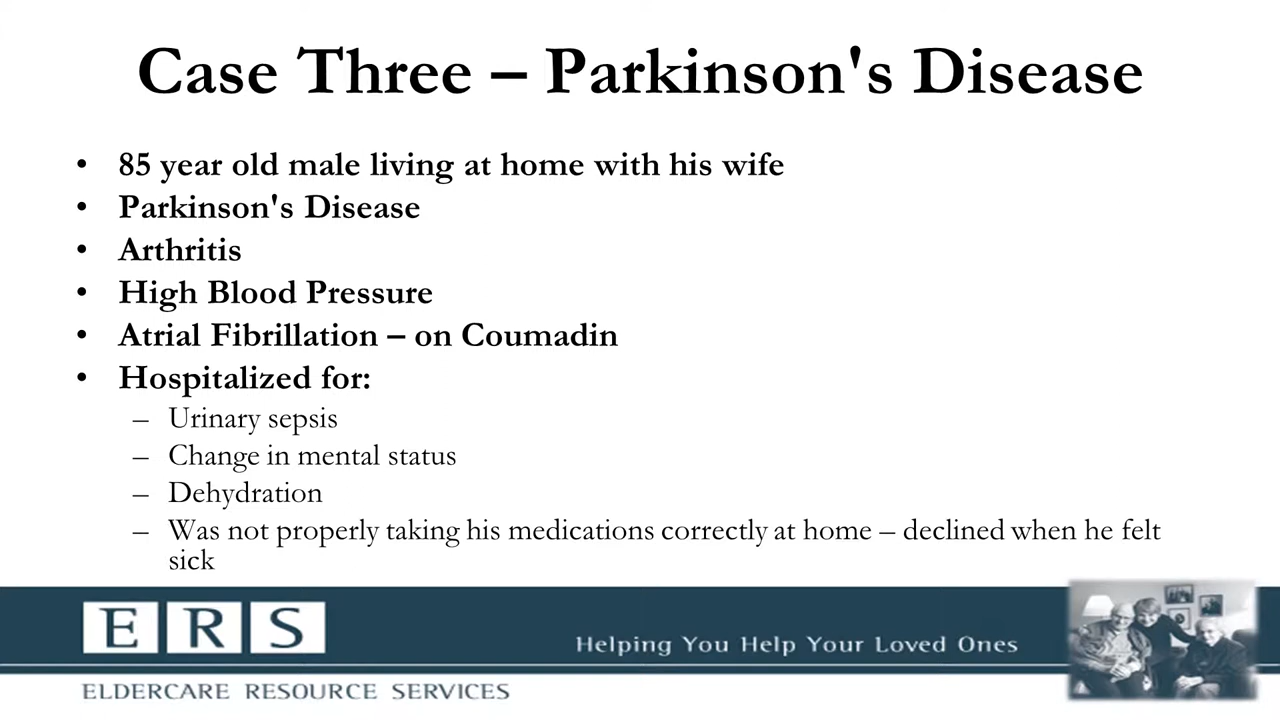 Case Three – Parkinson's Disease
• 85 year old male living at home with his wife
• Parkinson's Disease
• Arthritis
• High Blood Pressure
• Atrial Fibrillation – on Coumadin
• Hospitalized for:
– Urinary sepsis
– Change in mental status
– Dehydration
– Was not properly taking his medications correctly at home – declined when he felt
sick
ERS
Helping You Help Your Loved Ones
ELDERCARE RESOURCE SERVICES